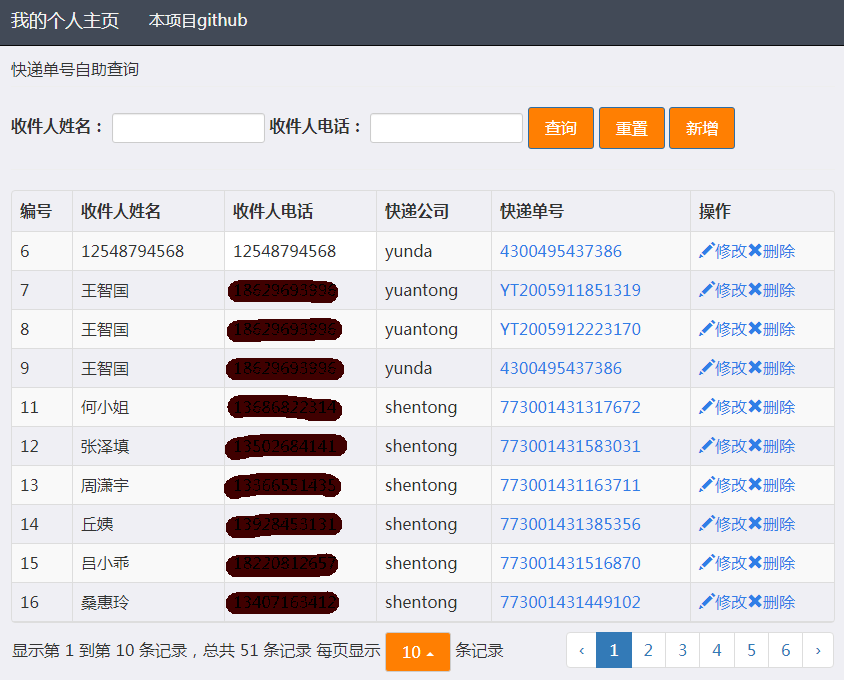 我的个人主页 本项目github
快递单号自助查询
收件人姓名： 收件人电话： 查询 重置 新增
编号 收件人姓名 收件人电话 快递公司 快递单号 操作
6 12548794568 12548794568 yunda 4300495437386 修改 删除
7 王智国 yuantong YT2005911851319 修改 删除
8 王智国 yuantong YT2005912223170 修改 删除
9 王智国 yunda 4300495437386 修改 删除
11 何小姐 shentong 773001431317672 修改 删除
12 张泽填 shentong 773001431583031 修改 删除
13 周潇宇 shentong 773001431163711 修改 删除
14 丘姨 shentong 773001431385356 修改 删除
15 吕小乖 shentong 773001431516870 修改 删除
16 桑惠玲 shentong 773001431449102 修改 删除
显示第 1 到第 10 条记录，总共 51 条记录 每页显示 10 条记录 ‹ 1 2 3 4 5 6 ›